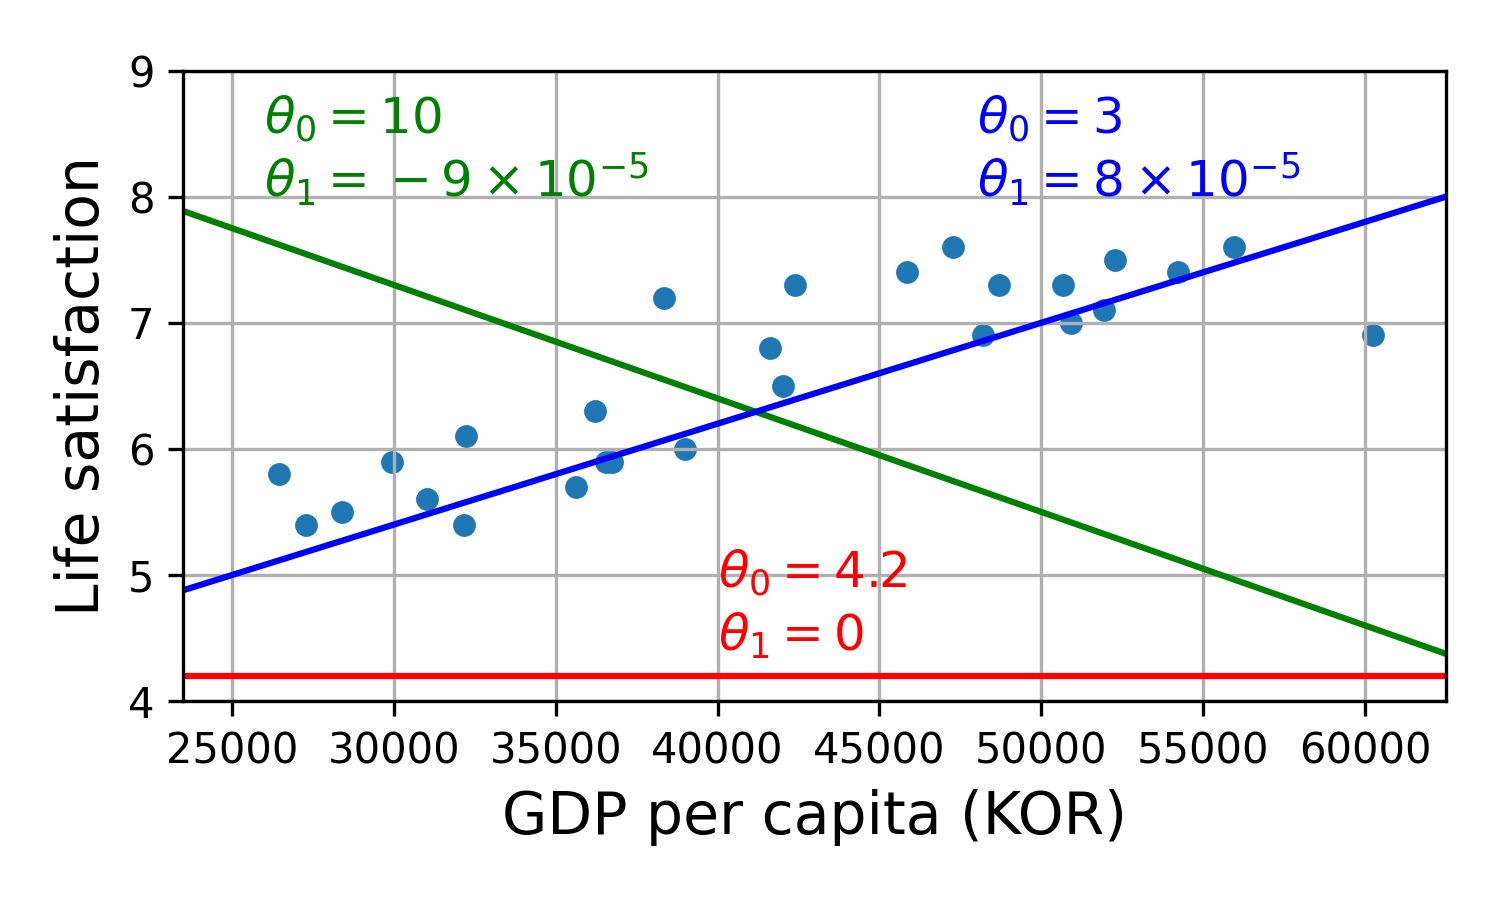 9
θ₀ = 10
θ₀ = 3
θ₁ = −9 × 10⁻⁵
θ₁ = 8 × 10⁻⁵
8
7
6
5
θ₀ = 4.2
θ₁ = 0
4
Life satisfaction
25000 30000 35000 40000 45000 50000 55000 60000
GDP per capita (KOR)